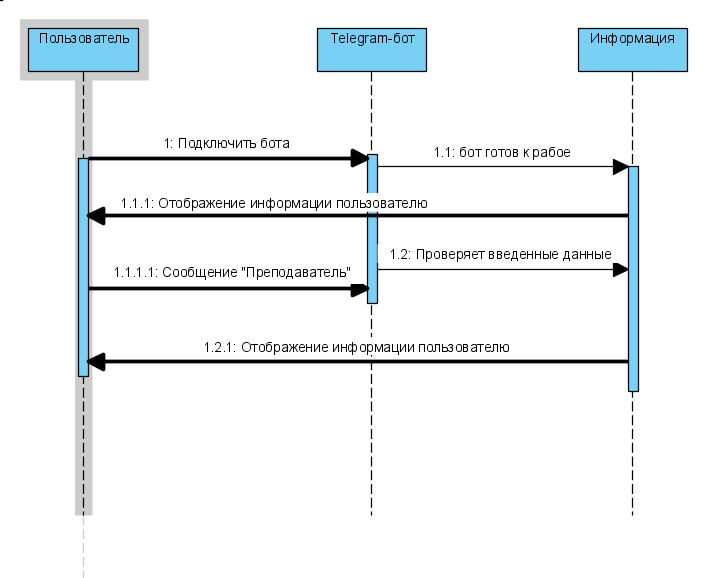 Пользователь
Telegram-бот
Информация
1: Подключить бота
1.1: бот готов к рабое
1.1.1: Отображение информации пользователю
1.2: Проверяет введенные данные
1.1.1.1: Сообщение "Преподаватель"
1.2.1: Отображение информации пользователю